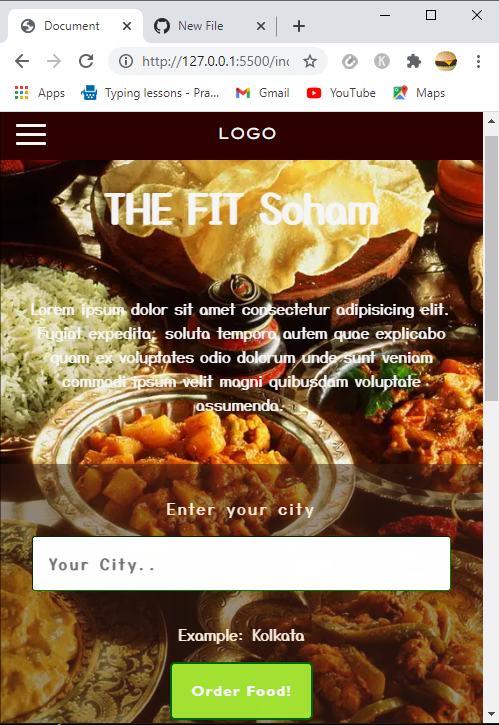 Document
New File
http://127.0.0.1:5500/inc
Apps
Typing lessons - Pra...
Gmail
YouTube
Maps
LOGO
THE FIT Soham
Lorem ipsum dolor sit amet consectetur adipisicing elit.
Fugiat expedita, soluta tempora autem quae explicabo
quam ex voluptates odio dolorum unde sunt veniam
commodi ipsum velit magni quibusdam voluptate
assumenda.
Enter your city
Your City..
Example: Kolkata
Order Food!